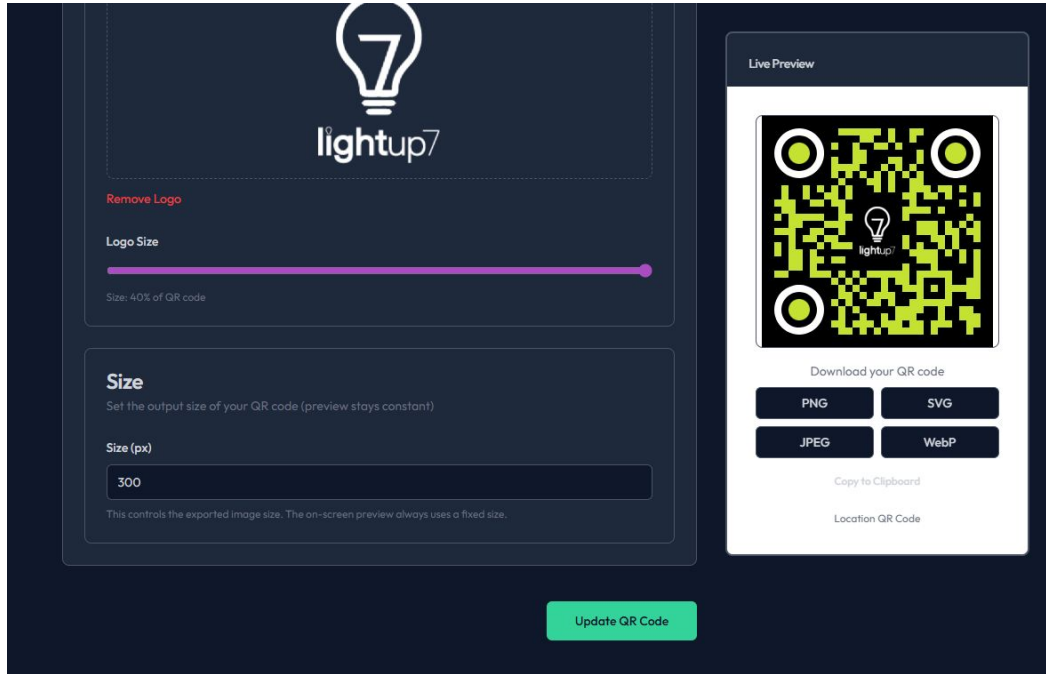 7
lightup7
Remove Logo
Logo Size
Size: 40% of QR code
Size
Set the output size of your QR code (preview stays constant)
Size (px)
300
This controls the exported image size. The on-screen preview always uses a fixed size.
Update QR Code
Live Preview
7
lightup7
Download your QR code
PNG
SVG
JPEG
WebP
Copy to Clipboard
Location QR Code